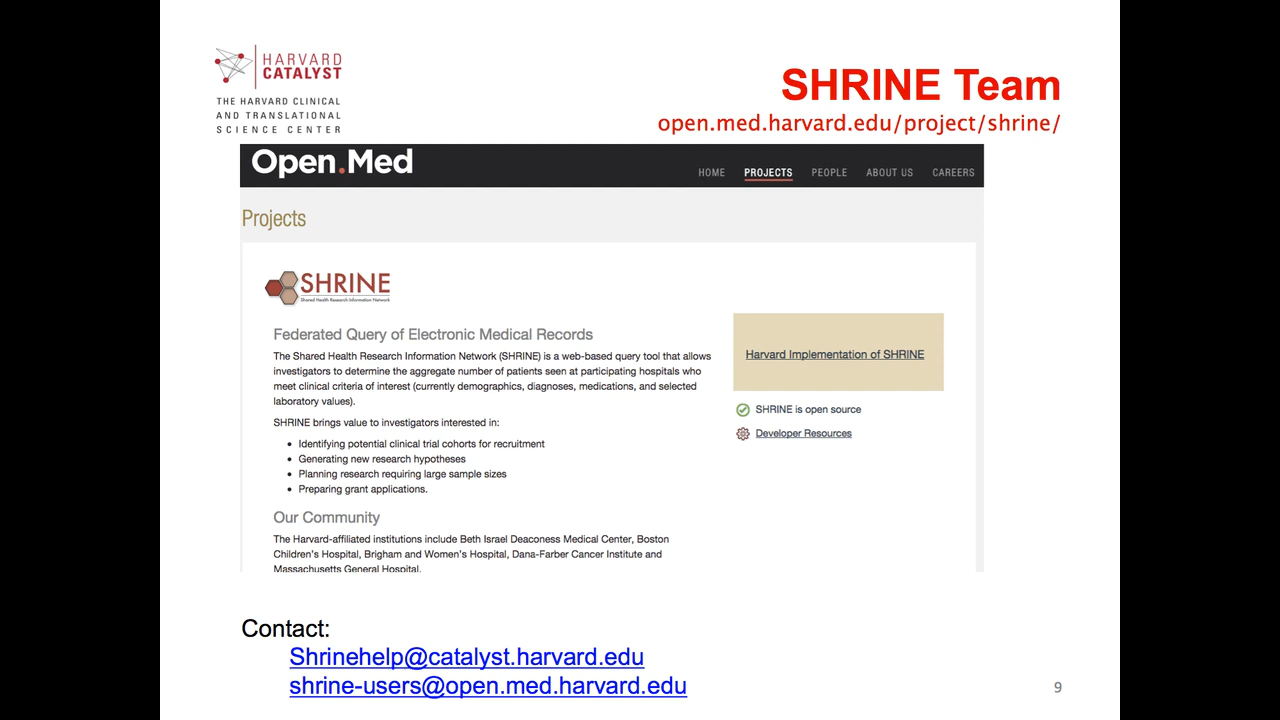 HARVARD
CATALYST
THE HARVARD CLINICAL
AND TRANSLATIONAL
SCIENCE CENTER
SHRINE Team
open.med.harvard.edu/project/shrine/
Open.Med
HOME PROJECTS PEOPLE ABOUT US CAREERS
Projects
SHRINE
Shared Health Research Information Network
Federated Query of Electronic Medical Records
The Shared Health Research Information Network (SHRINE) is a web-based query tool that allows
investigators to determine the aggregate number of patients seen at participating hospitals who
meet clinical criteria of interest (currently demographics, diagnoses, medications, and selected
laboratory values).
SHRINE brings value to investigators interested in:
• Identifying potential clinical trial cohorts for recruitment
• Generating new research hypotheses
• Planning research requiring large sample sizes
• Preparing grant applications.
Our Community
The Harvard-affiliated institutions include Beth Israel Deaconess Medical Center, Boston
Children's Hospital, Brigham and Women's Hospital, Dana-Farber Cancer Institute and
Massachusetts General Hospital.
Harvard Implementation of SHRINE
SHRINE is open source
Developer Resources
Contact:
Shrinehelp@catalyst.harvard.edu
shrine-users@open.med.harvard.edu
9